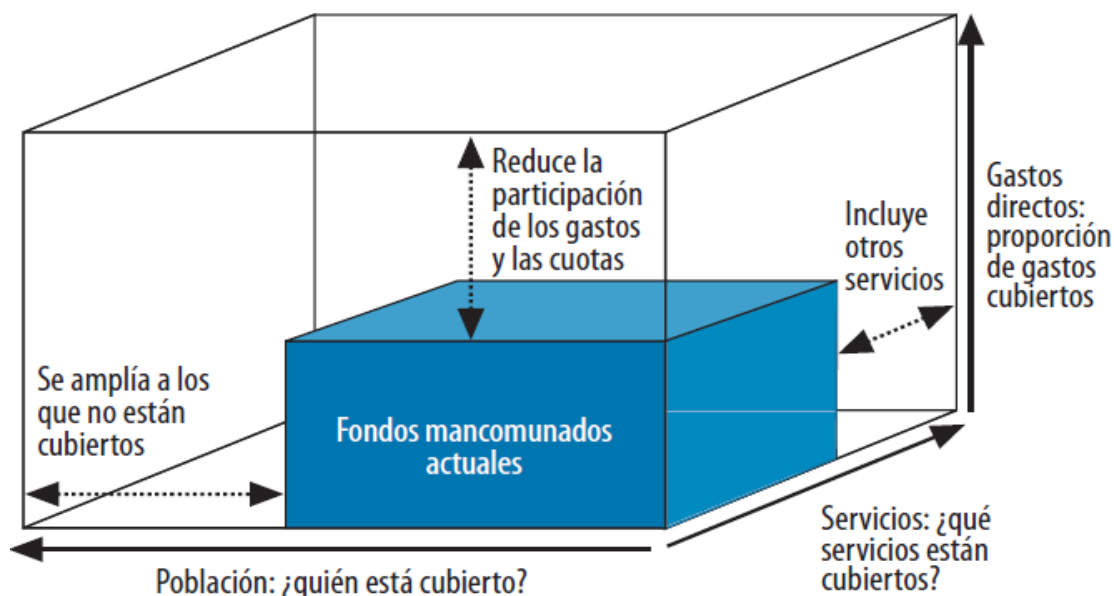 Reduce la
participación
de los gastos
y las cuotas
Incluye
otros
servicios
Gastos
directos:
proporción
de gastos
cubiertos
Se amplía a los
que no están
cubiertos
Fondos mancomunados
actuales
Servicios: ¿qué
servicios están
cubiertos?
Población: ¿quién está cubierto?